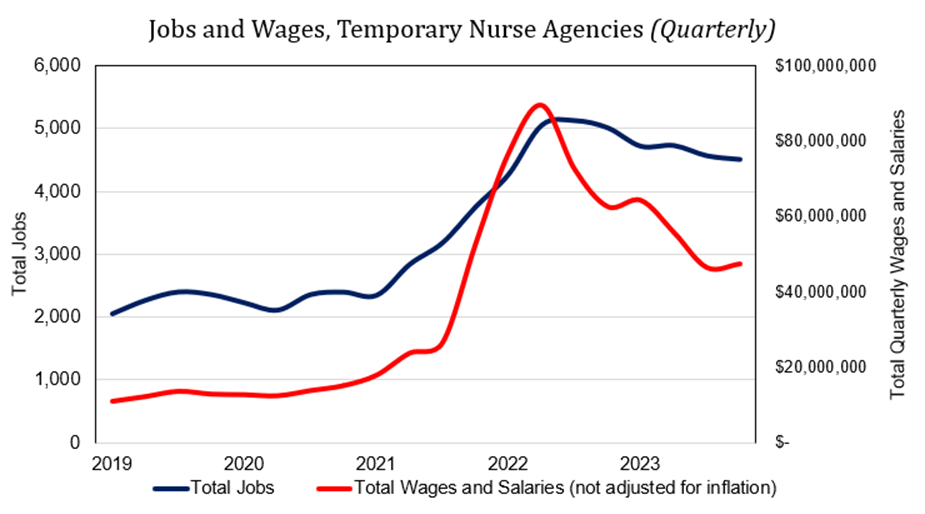 Jobs and Wages, Temporary Nurse Agencies (Quarterly)
6,000
5,000
4,000
3,000
2,000
1,000
0
Total Jobs
$100,000,000
$80,000,000
$60,000,000
$40,000,000
$20,000,000
$-
Total Quarterly Wages and Salaries
2019 2020 2021 2022 2023
Total Jobs Total Wages and Salaries (not adjusted for inflation)